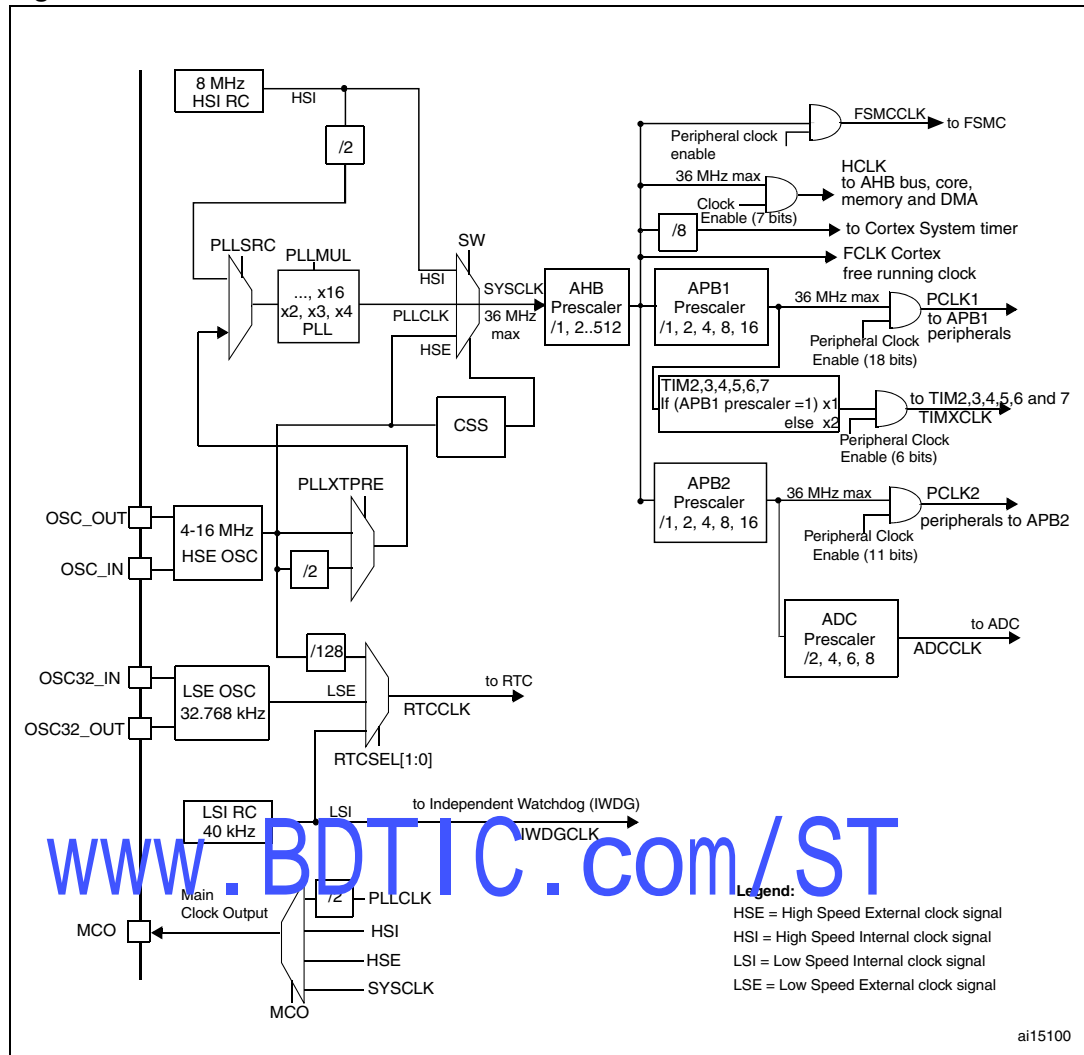 8 MHz
HSI RC
HSI
/2
FSMCCLK
to FSMC
Peripheral clock
enable
36 MHz max
HCLK
to AHB bus, core,
memory and DMA
Clock
Enable (7 bits)
/8
to Cortex System timer
FCLK Cortex
free running clock
PLLSRC
PLLMUL
..., x16
x2, x3, x4
PLL
SW
HSI
PLLCLK
HSE
SYSCLK
36 MHz
max
AHB
Prescaler
/1, 2..512
APB1
Prescaler
/1, 2, 4, 8, 16
36 MHz max
PCLK1
to APB1
peripherals
Peripheral Clock
Enable (18 bits)
TIM2,3,4,5,6,7
If (APB1 prescaler =1) x1
else x2
to TIM2,3,4,5,6 and 7
TIMXCLK
Peripheral Clock
Enable (6 bits)
CSS
PLLXTPRE
OSC_OUT
OSC_IN
4-16 MHz
HSE OSC
/2
APB2
Prescaler
/1, 2, 4, 8, 16
36 MHz max
PCLK2
peripherals to APB2
Peripheral Clock
Enable (11 bits)
ADC
Prescaler
/2, 4, 6, 8
to ADC
ADCCLK
/128
OSC32_IN
OSC32_OUT
LSE OSC
32.768 kHz
LSE
to RTC
RTCCLK
RTCSEL[1:0]
LSI RC
40 kHz
LSI
to Independent Watchdog (IWDG)
IWDGCLK
www.BDTIC.com/ST
Main
Clock Output
MCO
/2
PLLCLK
HSI
HSE
SYSCLK
MCO
Legend:
HSE = High Speed External clock signal
HSI = High Speed Internal clock signal
LSI = Low Speed Internal clock signal
LSE = Low Speed External clock signal
ai15100